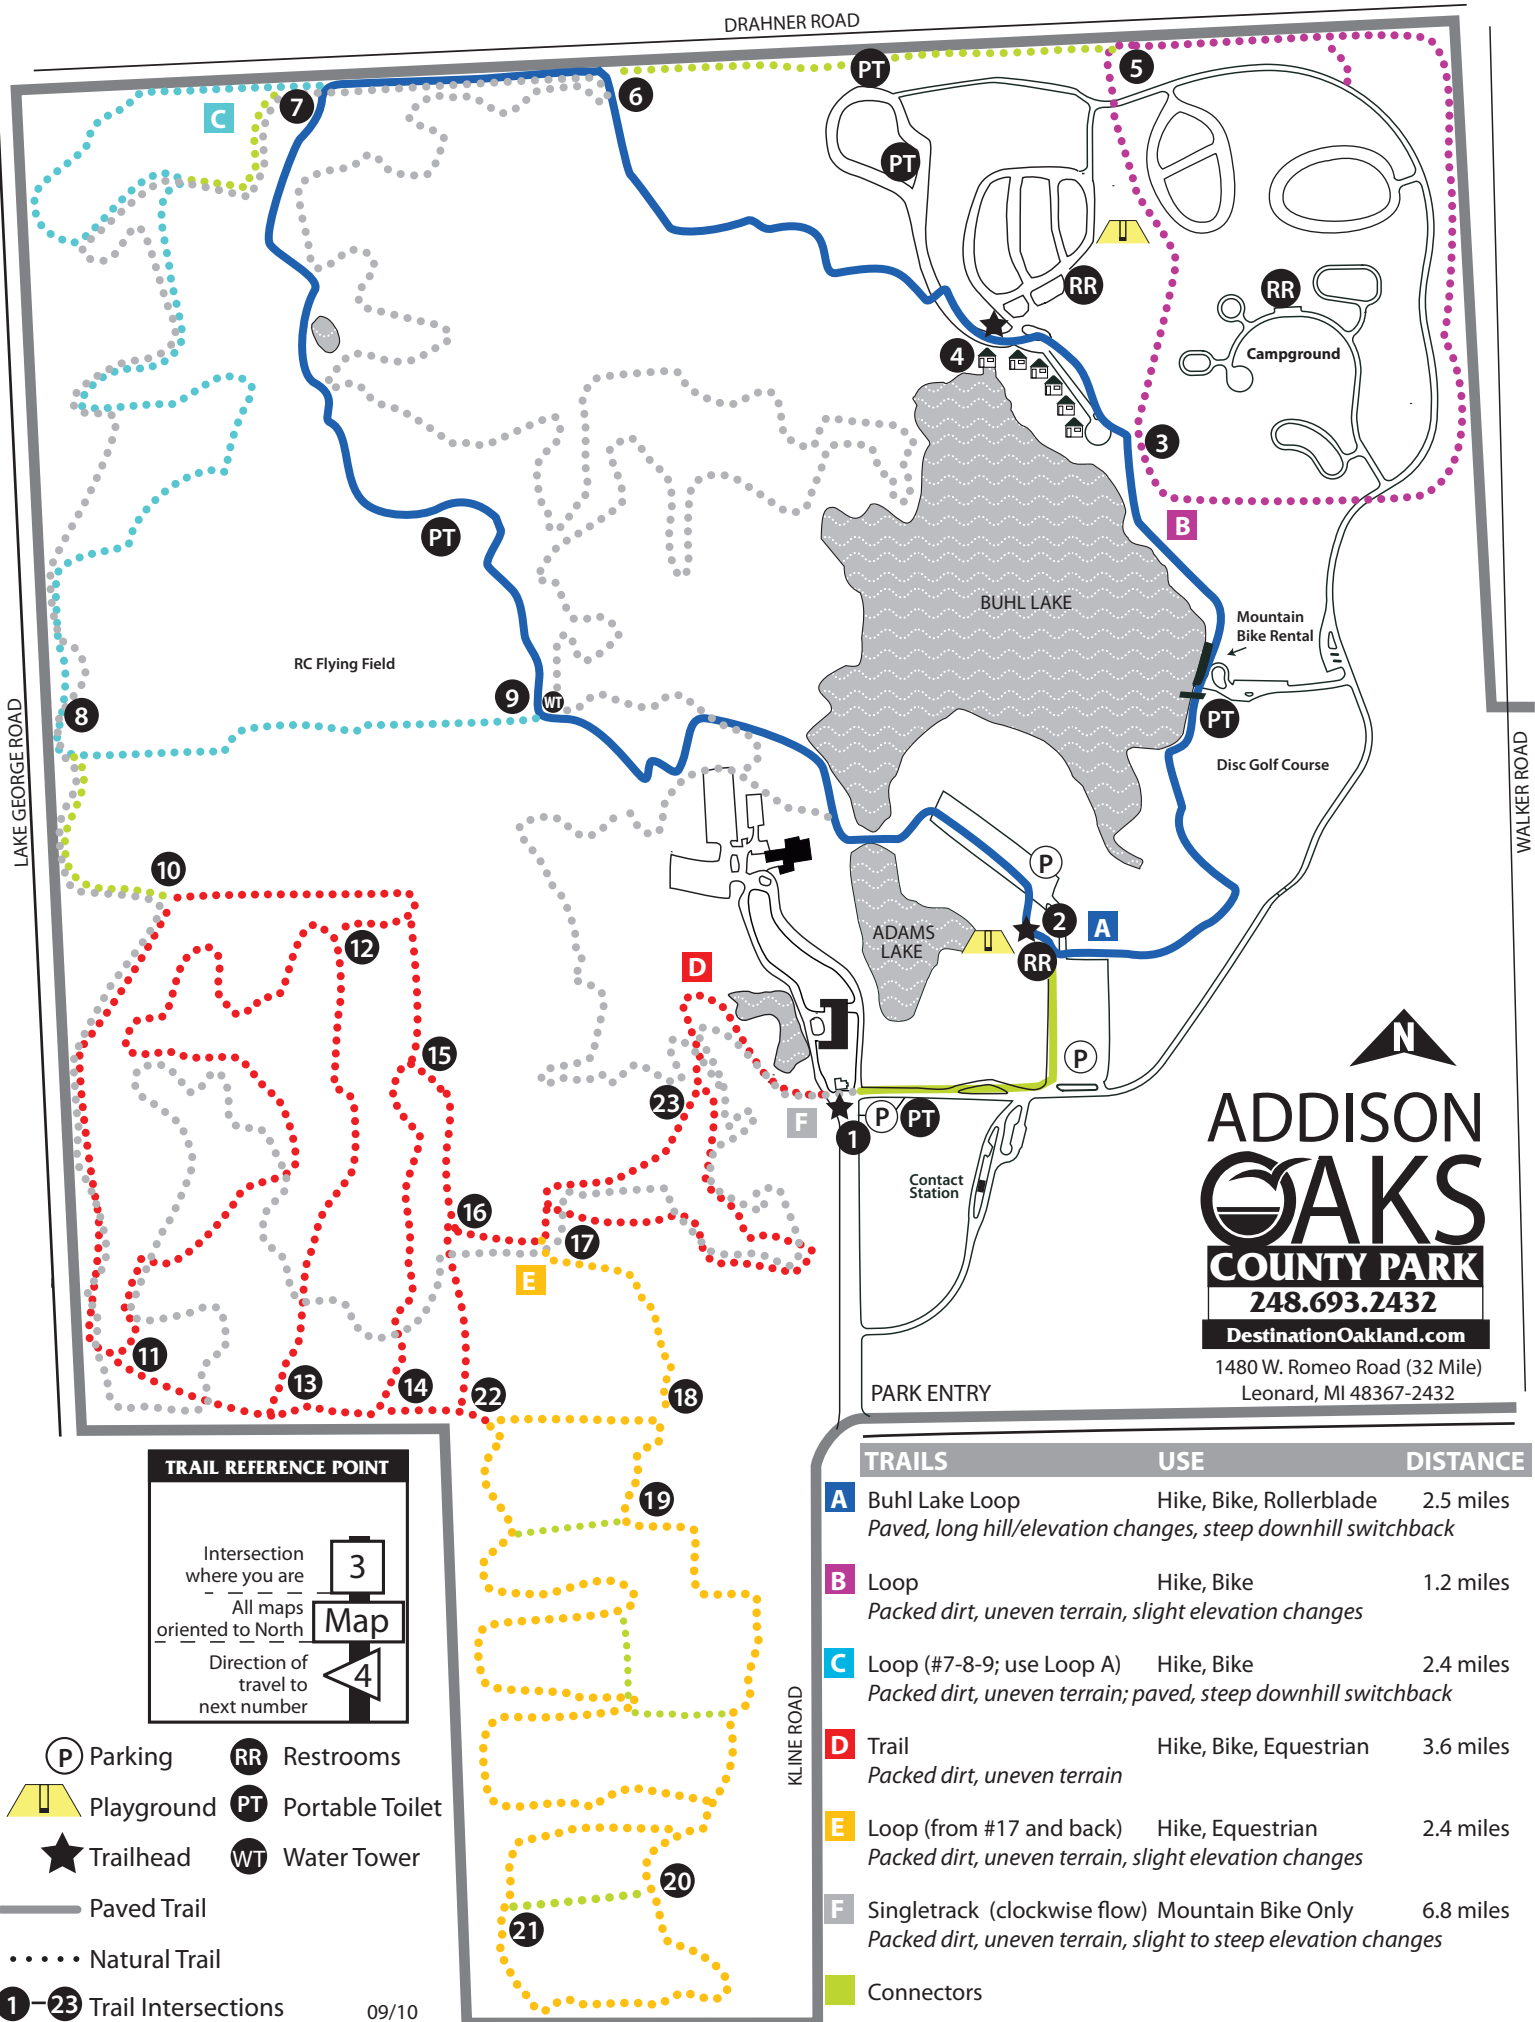 DRAHNER ROAD
PT
5
6
7
C
PT
RR
RR
Campground
4
3
B
PT
BUHL LAKE
Mountain
Bike Rental
RC Flying Field
9
WT
8
PT
Disc Golf Course
LAKE GEORGE ROAD
WALKER ROAD
P
10
2
A
ADAMS
LAKE
12
RR
D
N
15
P
23
F
P
PT
1
Contact
Station
16
17
E
11
13
14
22
18
PARK ENTRY
19
20
21
KLINE ROAD
ADDISON
OAKS
COUNTY PARK
248.693.2432
DestinationOakland.com
1480 W. Romeo Road (32 Mile)
Leonard, MI 48367-2432
TRAIL REFERENCE POINT
Intersection
where you are
3
All maps
oriented to North
Map
Direction of
travel to
next number
4
P Parking
RR Restrooms
Playground
PT Portable Toilet
Trailhead
WT Water Tower
Paved Trail
Natural Trail
1 – 23 Trail Intersections
09/10
TRAILS USE DISTANCE
A Buhl Lake Loop Hike, Bike, Rollerblade 2.5 miles
Paved, long hill/elevation changes, steep downhill switchback
B Loop Hike, Bike 1.2 miles
Packed dirt, uneven terrain, slight elevation changes
C Loop (#7-8-9; use Loop A) Hike, Bike 2.4 miles
Packed dirt, uneven terrain; paved, steep downhill switchback
D Trail Hike, Bike, Equestrian 3.6 miles
Packed dirt, uneven terrain
E Loop (from #17 and back) Hike, Equestrian 2.4 miles
Packed dirt, uneven terrain, slight elevation changes
F Singletrack (clockwise flow) Mountain Bike Only 6.8 miles
Packed dirt, uneven terrain, slight to steep elevation changes
Connectors